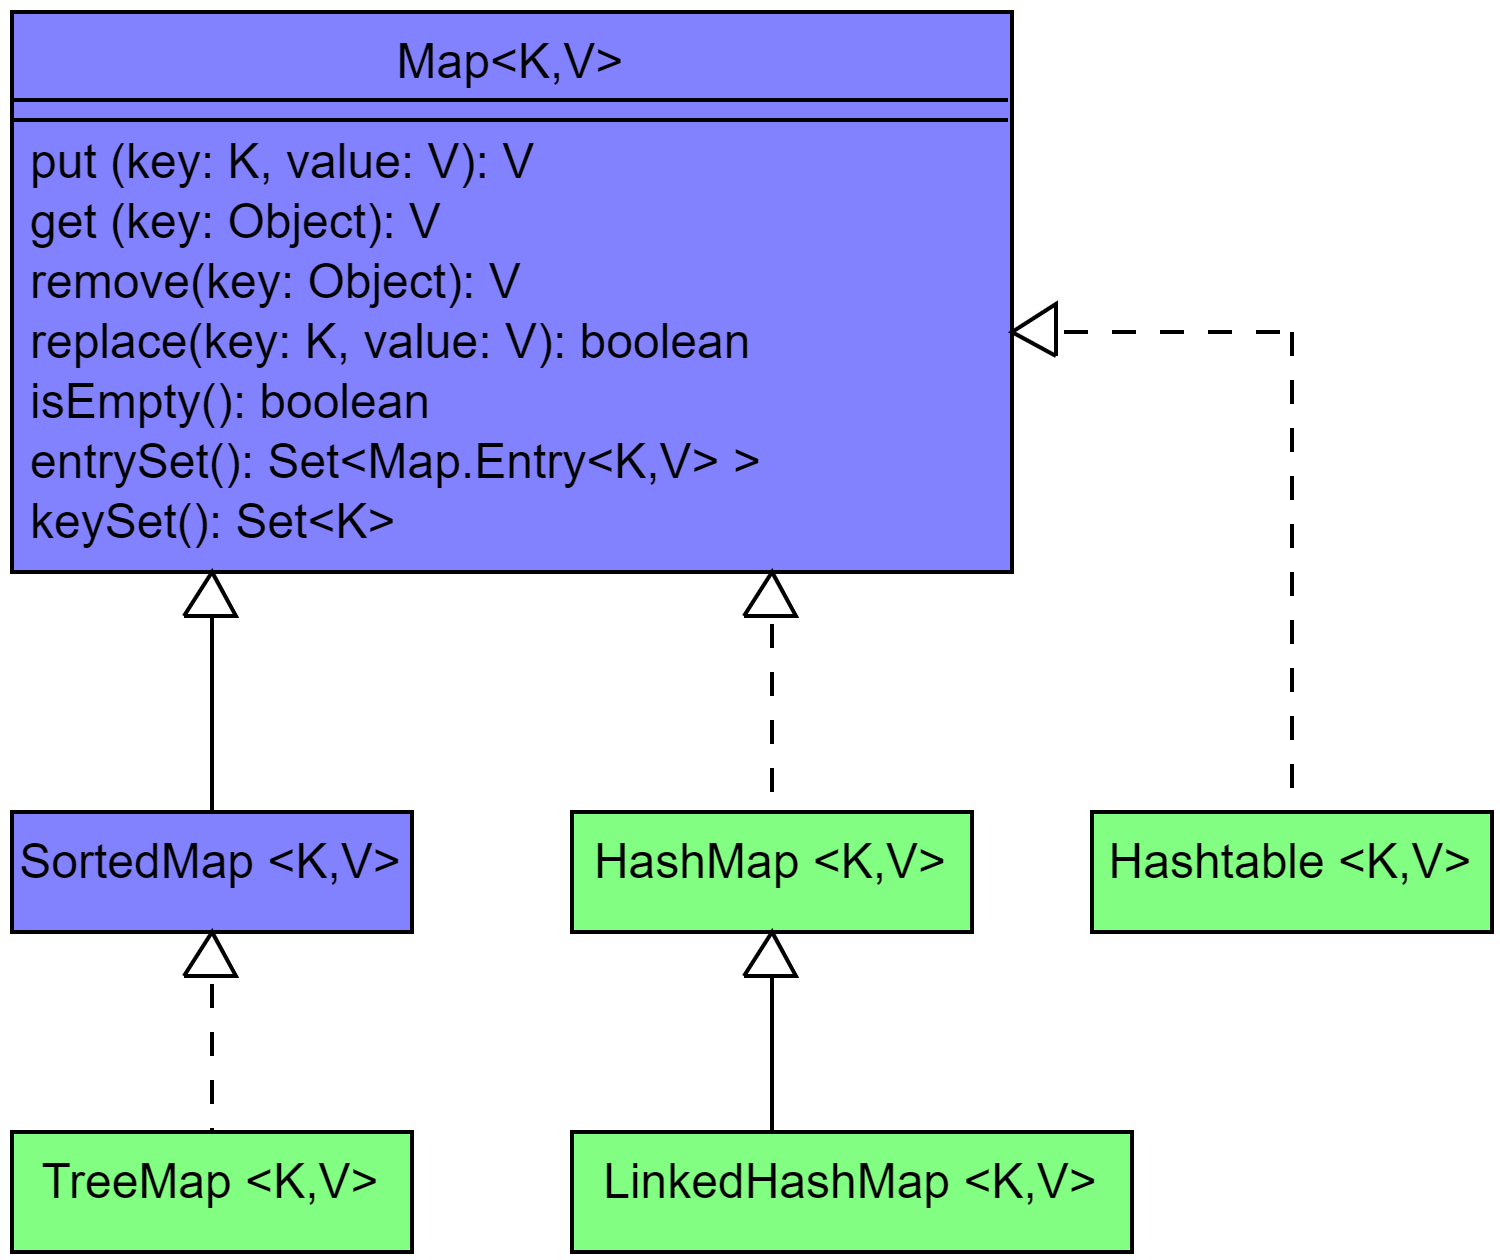 Map<K,V>
put (key: K, value: V): V
get (key: Object): V
remove(key: Object): V
replace(key: K, value: V): boolean
isEmpty(): boolean
entrySet(): Set<Map.Entry<K,V> >
keySet(): Set<K>
SortedMap <K,V>
HashMap <K,V>
Hashtable <K,V>
TreeMap <K,V>
LinkedHashMap <K,V>